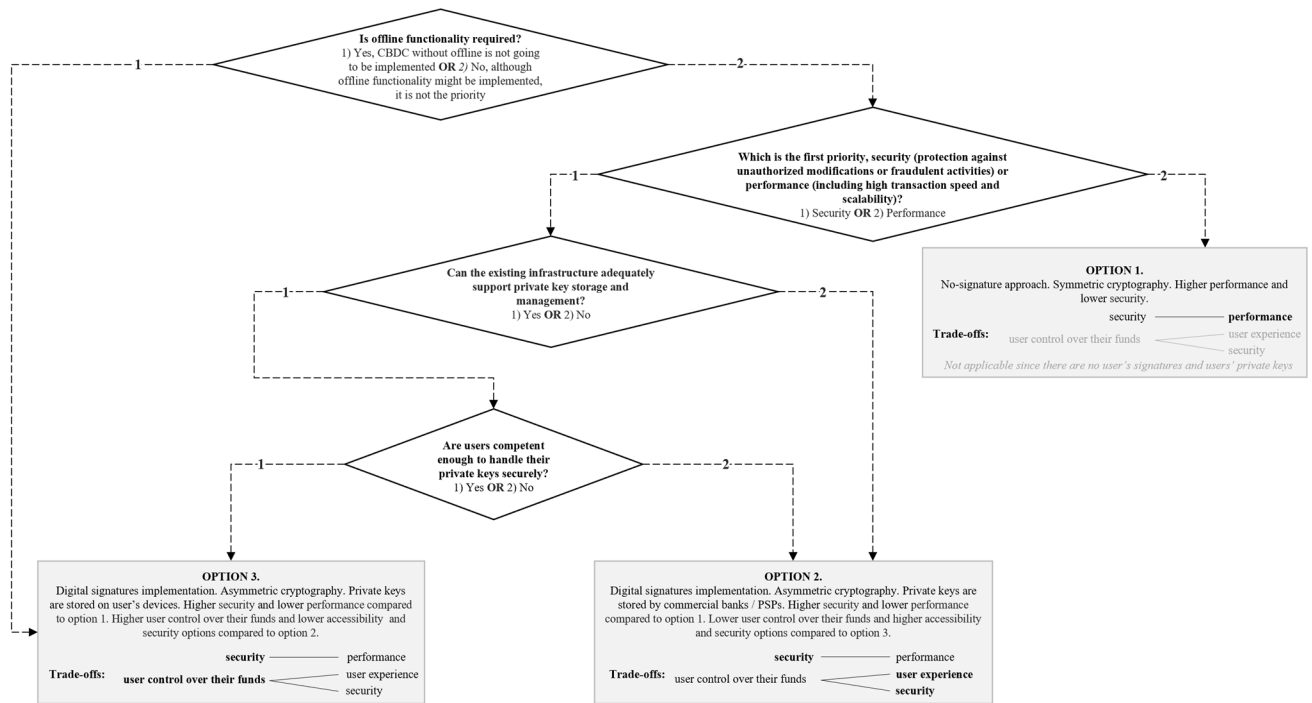 Is offline functionality required?
1) Yes, CBDC without offline is not going
to be implemented OR 2) No, although
offline functionality might be implemented,
it is not the priority
1
2
Which is the first priority, security (protection against
unauthorized modifications or fraudulent activities) or
performance (including high transaction speed and
scalability)?
1) Security OR 2) Performance
1
2
Can the existing infrastructure adequately
support private key storage and
management?
1) Yes OR 2) No
1
2
OPTION 1.
No-signature approach. Symmetric cryptography. Higher performance and
lower security.
security performance
Trade-offs:
user control over their funds
user experience
security
Not applicable since there are no user's signatures and users' private keys
Are users competent
enough to handle their
private keys securely?
1) Yes OR 2) No
1
2
OPTION 3.
Digital signatures implementation. Asymmetric cryptography. Private keys
are stored on user's devices. Higher security and lower performance compared
to option 1. Higher user control over their funds and lower accessibility and
security options compared to option 2.
security performance
Trade-offs:
user control over their funds
user experience
security
OPTION 2.
Digital signatures implementation. Asymmetric cryptography. Private keys are
stored by commercial banks / PSPs. Higher security and lower performance
compared to option 1. Lower user control over their funds and higher accessibility
and security options compared to option 3.
security performance
Trade-offs:
user control over their funds
user experience
security